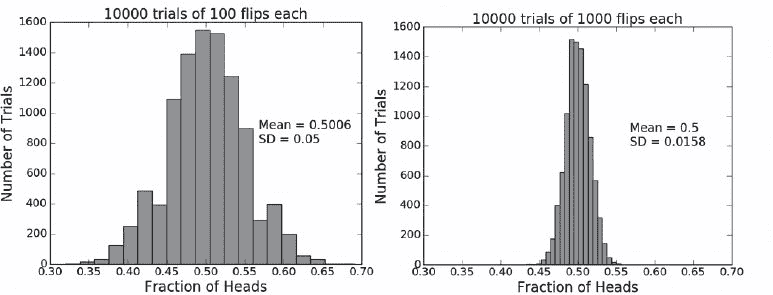 10000 trials of 100 flips each
1600
1400
1200
1000
800
600
400
200
0
Number of Trials
Mean = 0.5006
SD = 0.05
0.30 0.35 0.40 0.45 0.50 0.55 0.60 0.65 0.70
Fraction of Heads
10000 trials of 1000 flips each
1600
1400
1200
1000
800
600
400
200
0
Number of Trials
Mean = 0.5
SD = 0.0158
0.30 0.35 0.40 0.45 0.50 0.55 0.60 0.65 0.70
Fraction of Heads